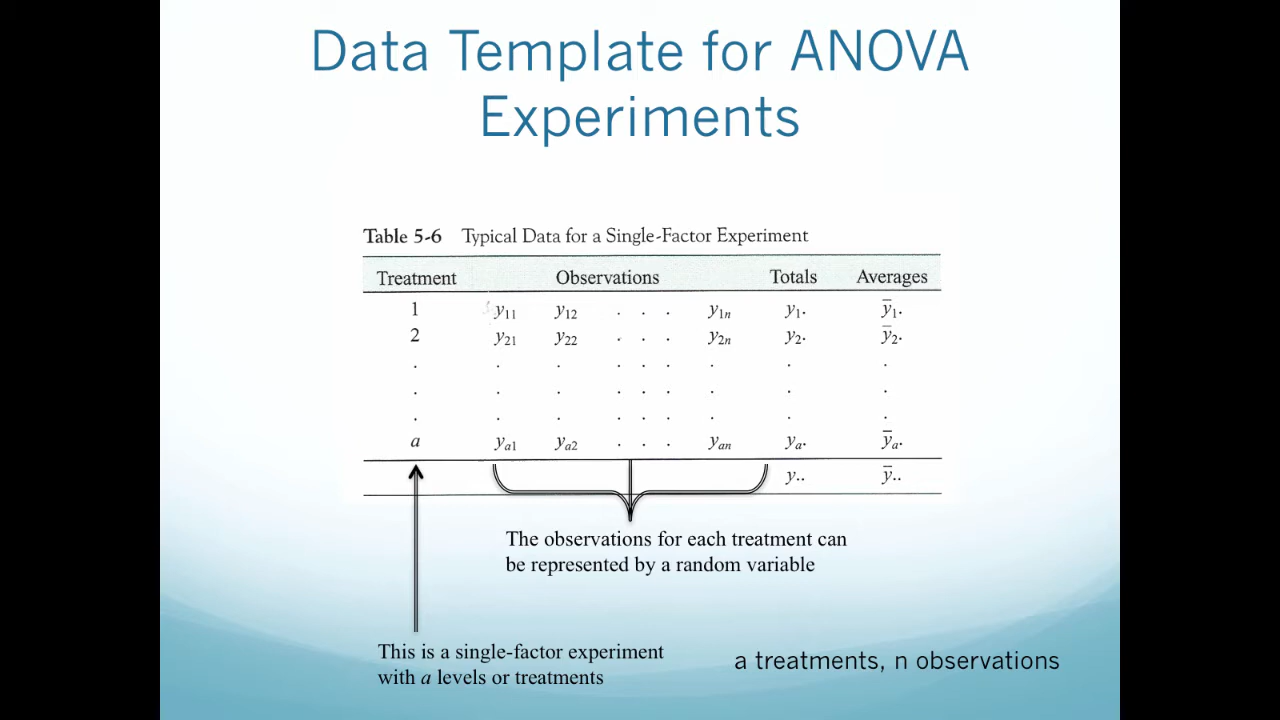 Data Template for ANOVA
Experiments
Table 5-6 Typical Data for a Single-Factor Experiment
Treatment Observations Totals Averages
1 y₁₁ y₁₂ . . . y₁ₙ y₁. ȳ₁.
2 y₂₁ y₂₂ . . . y₂ₙ y₂. ȳ₂.
. . . . . . . . .
. . . . . . . . .
. . . . . . . . .
a yₐ₁ yₐ₂ . . . yₐₙ yₐ. ȳₐ.
y.. ȳ..
The observations for each treatment can
be represented by a random variable
This is a single-factor experiment
with a levels or treatments
a treatments, n observations